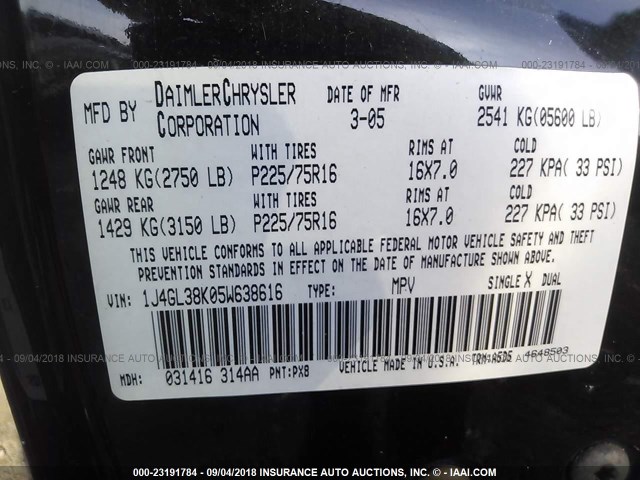 000-23191784 - 09/04/2018 INSURANCE AUTO AUCTIONS, INC. - © IAAI.COM
MFD BY DAIMLERCHRYSLER CORPORATION DATE OF MFR 3-05 GVWR 2541 KG(05600 LB)
GAWR FRONT WITH TIRES RIMS AT COLD
1248 KG(2750 LB) P225/75R16 16X7.0 227 KPA( 33 PSI)
GAWR REAR WITH TIRES RIMS AT COLD
1429 KG(3150 LB) P225/75R16 16X7.0 227 KPA( 33 PSI)
THIS VEHICLE CONFORMS TO ALL APPLICABLE FEDERAL MOTOR VEHICLE SAFETY AND THEFT
PREVENTION STANDARDS IN EFFECT ON THE DATE OF MANUFACTURE SHOWN ABOVE.
VIN: 1J4GL38K05W638616 TYPE: MPV SINGLE X DUAL
MDH: 031416 314AA PNT:PX8 VEHICLE MADE IN U.S.A. TRM:A5D5 4648503
000-23191784 - 09/04/2018 INSURANCE AUTO AUCTIONS, INC. - © IAAI.COM